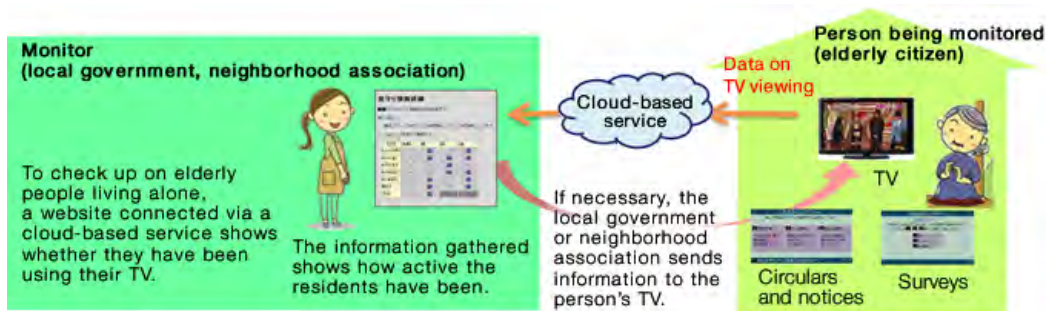 Monitor
(local government, neighborhood association)
To check up on elderly
people living alone,
a website connected via a
cloud-based service shows
whether they have been
using their TV.
The information gathered
shows how active the
residents have been.
Cloud-based
service
Data on
TV viewing
If necessary, the
local government
or neighborhood
association sends
information to the
person's TV.
Person being monitored
(elderly citizen)
TV
Circulars
and notices
Surveys